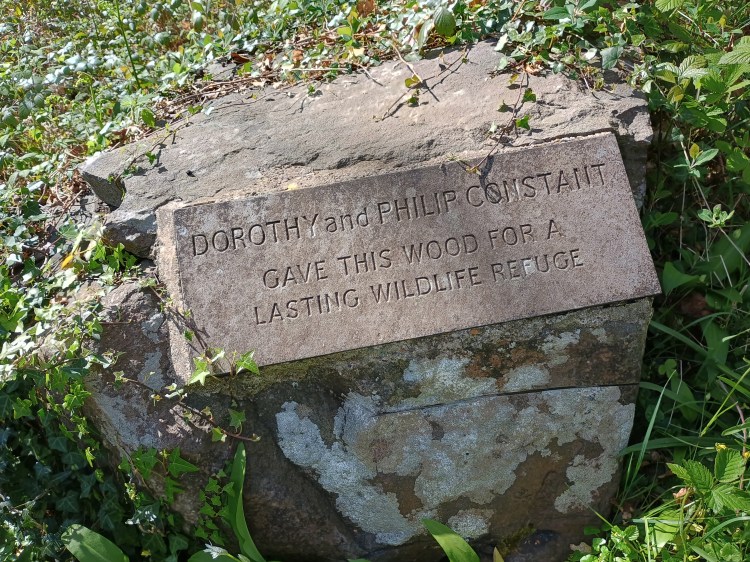 DOROTHY and PHILIP CONSTANT
GAVE THIS WOOD FOR A
LASTING WILDLIFE REFUGE